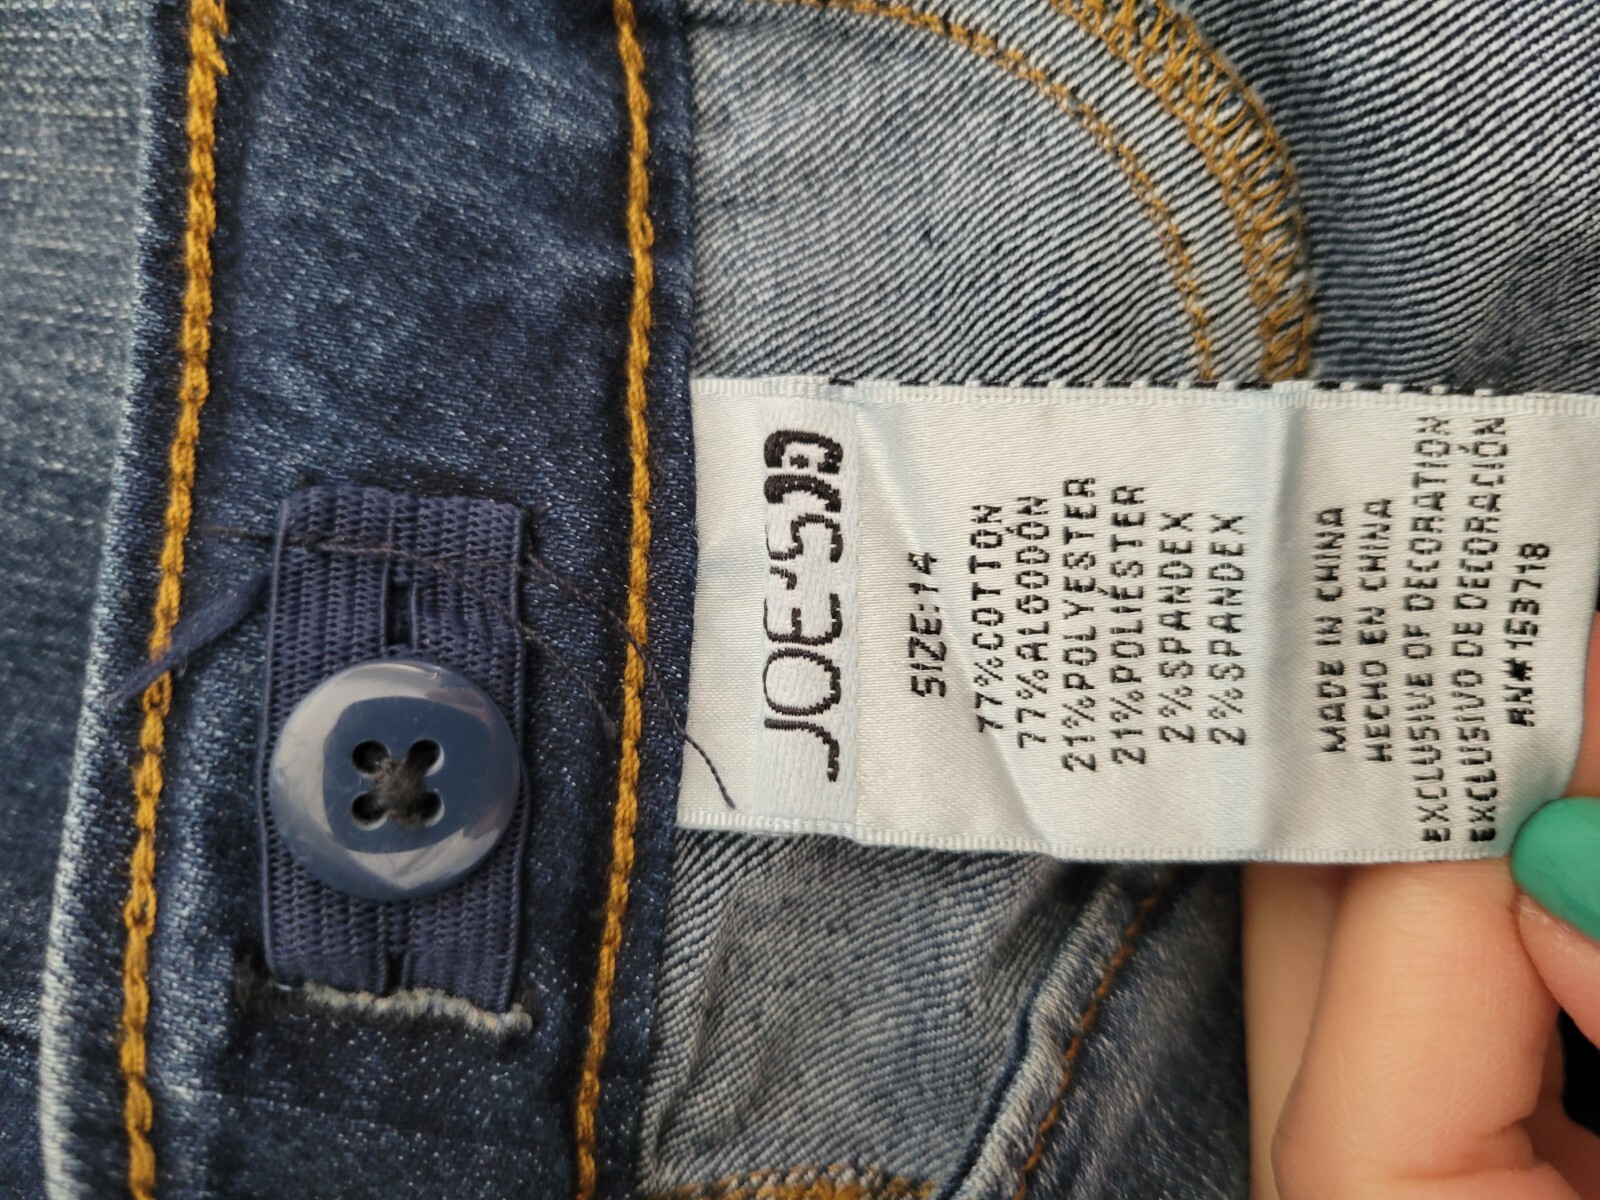 JOE'S JD
SIZE: 14
77% COTTON
77% ALGODÓN
21% POLYESTER
21% POLIÉSTER
2% SPANDEX
2% SPANDEX
MADE IN CHINA
HECHO EN CHINA
EXCLUSIVE OF DECORATION
EXCLUSIVO DE DECORACIÓN
RN# 153718